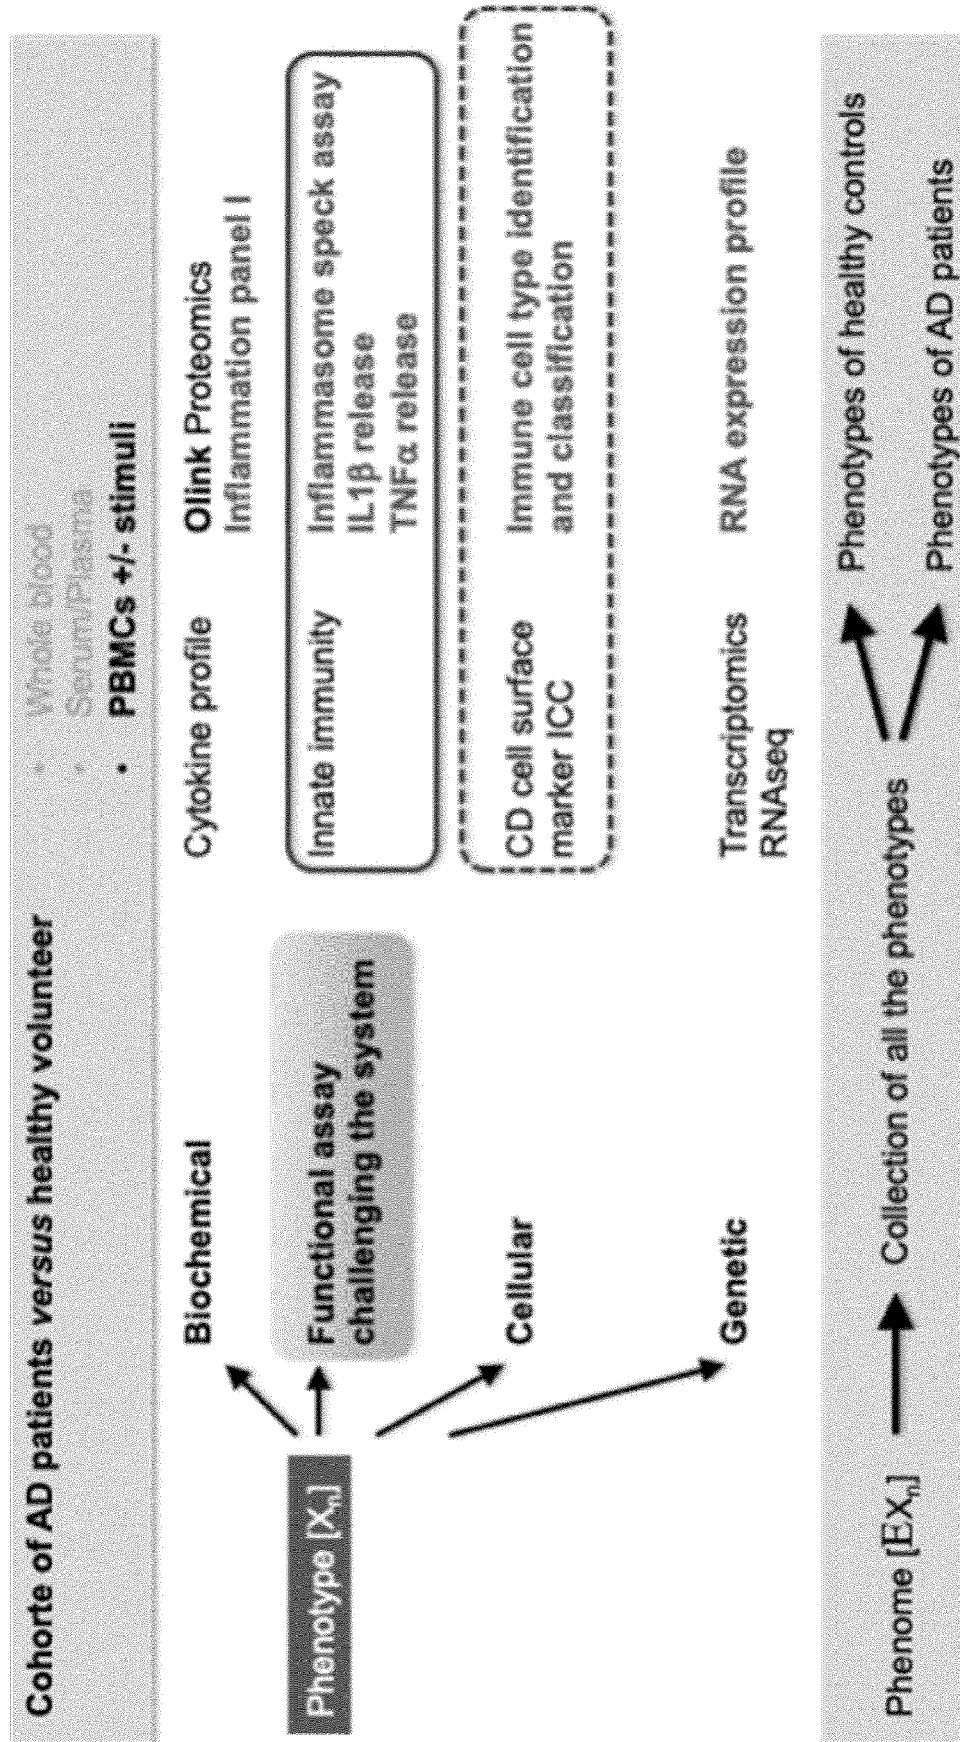 Cohorte of AD patients versus healthy volunteer
• Whole blood
• Serum/Plasma
• PBMCs +/- stimuli
Phenotype [Xn]
Biochemical
Cytokine profile
Olink Proteomics
Inflammation panel I
Functional assay
challenging the system
Innate immunity
Inflammasome speck assay
IL1β release
TNFα release
Cellular
CD cell surface
marker ICC
Immune cell type identification
and classification
Genetic
Transcriptomics
RNAseq
RNA expression profile
Phenome [EXn]
Collection of all the phenotypes
Phenotypes of healthy controls
Phenotypes of AD patients